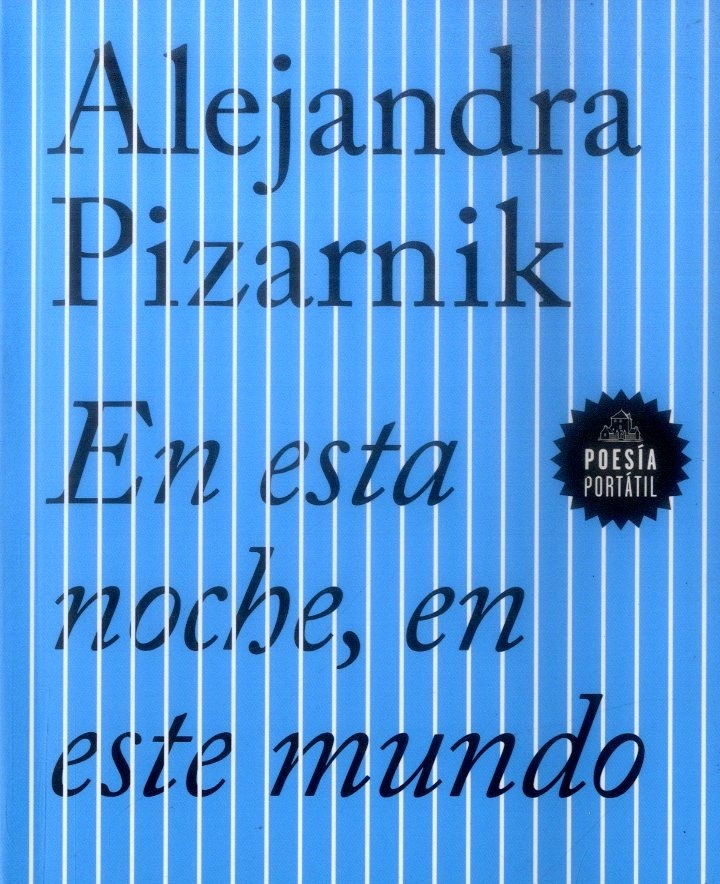 Alejandra
Pizarnik
En esta
noche, en
este mundo
POESÍA
PORTÁTIL